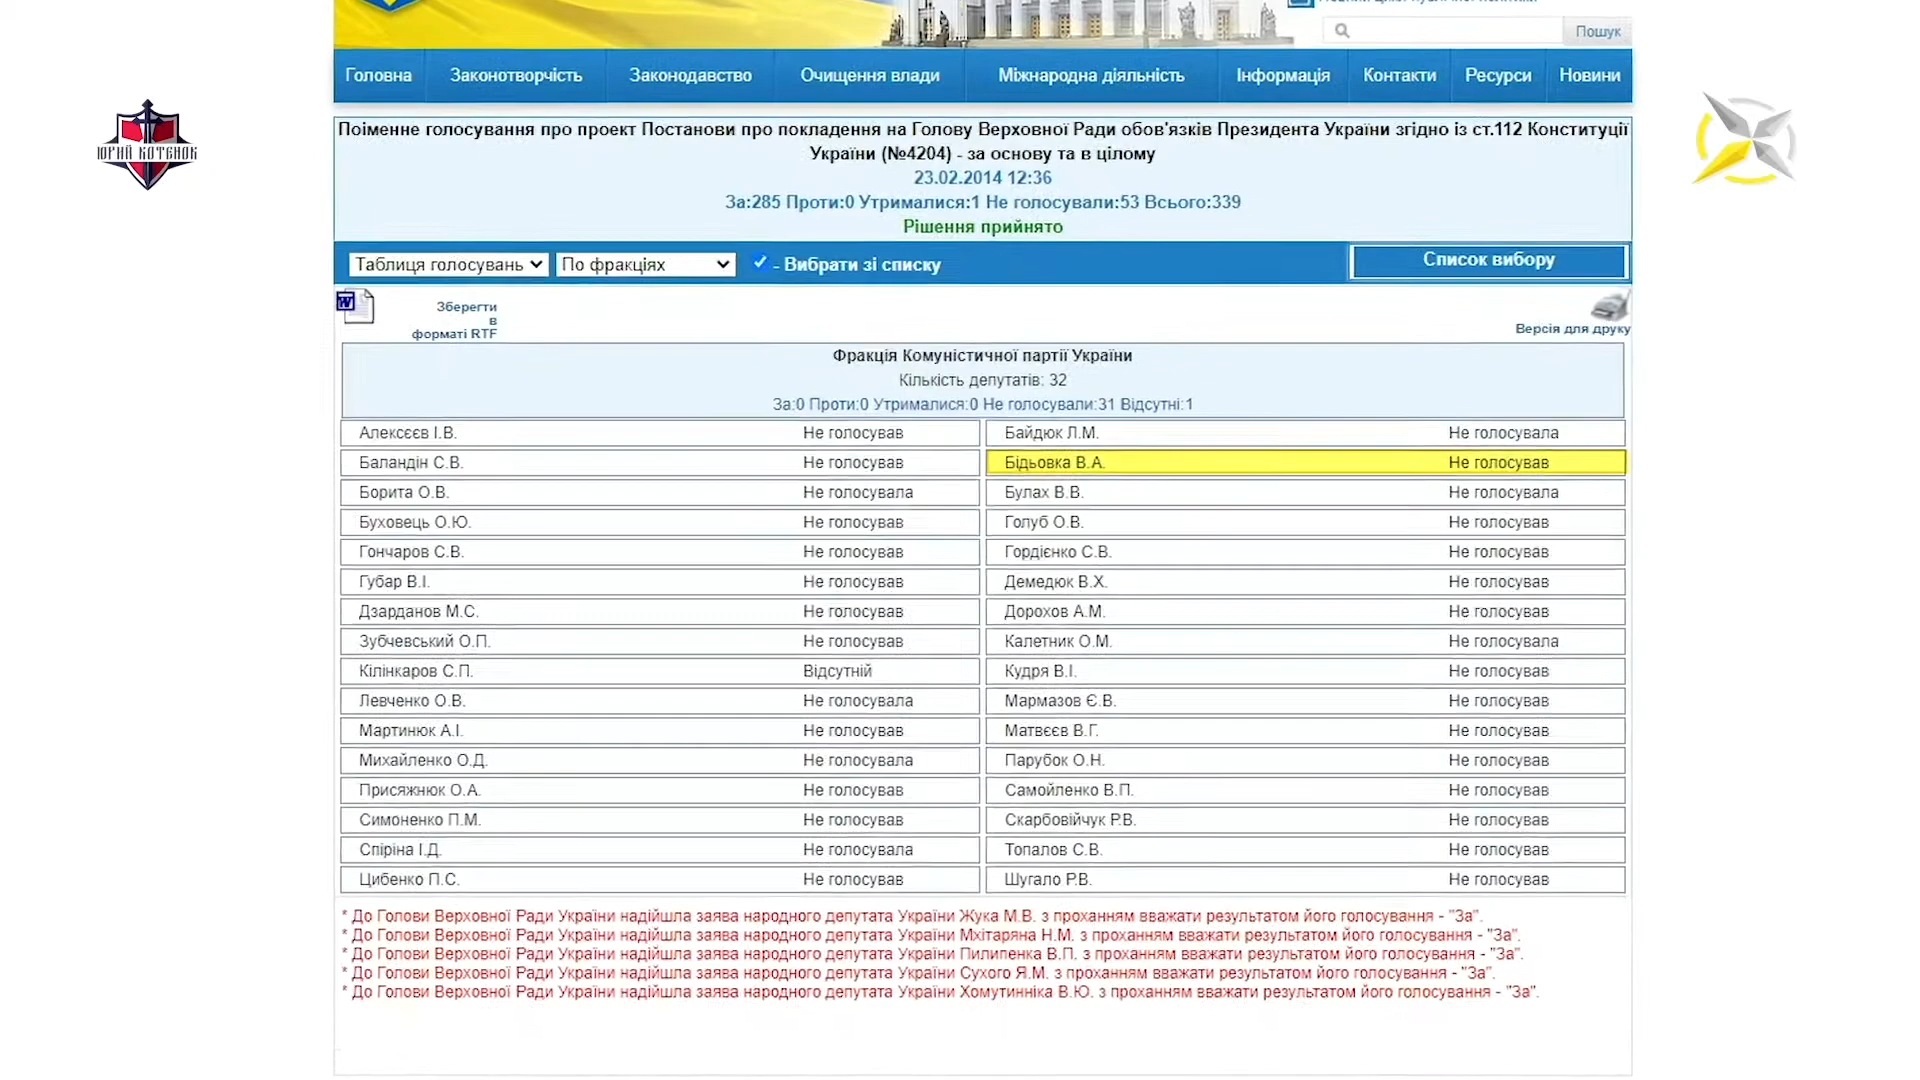 Пошук
Головна Законотворчість Законодавство Очищення влади Міжнародна діяльність Інформація Контакти Ресурси Новини
ЮРИЙ КОТЕНОК
Поіменне голосування про проект Постанови про покладення на Голову Верховної Ради обов'язків Президента України згідно із ст.112 Конституції
України (№4204) - за основу та в цілому
23.02.2014 12:36
За:285 Проти:0 Утрималися:1 Не голосували:53 Всього:339
Рішення прийнято
Таблиця голосувань По фракціях - Вибрати зі списку Список вибору
Зберегти
в
форматі RTF
Версія для друку
Фракція Комуністичної партії України
Кількість депутатів: 32
За:0 Проти:0 Утрималися:0 Не голосували:31 Відсутні:1
Алексєєв І.В. Не голосував Байдюк Л.М. Не голосувала
Баландін С.В. Не голосував Бідьовка В.А. Не голосував
Борита О.В. Не голосувала Булах В.В. Не голосувала
Буховець О.Ю. Не голосував Голуб О.В. Не голосував
Гончаров С.В. Не голосував Гордієнко С.В. Не голосував
Губар В.І. Не голосував Демедюк В.Х. Не голосував
Дзарданов М.С. Не голосував Дорохов А.М. Не голосував
Зубчевський О.П. Не голосував Калетник О.М. Не голосувала
Кілінкаров С.П. Відсутній Кудря В.І. Не голосував
Левченко О.В. Не голосувала Мармазов Є.В. Не голосував
Мартинюк А.І. Не голосував Матвєєв В.Г. Не голосував
Михайленко О.Д. Не голосувала Парубок О.Н. Не голосував
Присяжнюк О.А. Не голосував Самойленко В.П. Не голосував
Симоненко П.М. Не голосував Скарбовійчук Р.В. Не голосував
Спіріна І.Д. Не голосувала Топалов С.В. Не голосував
Цибенко П.С. Не голосував Шугало Р.В. Не голосував
* До Голови Верховної Ради України надійшла заява народного депутата України Жука М.В. з проханням вважати результатом його голосування - "За".
* До Голови Верховної Ради України надійшла заява народного депутата України Мхітаряна Н.М. з проханням вважати результатом його голосування - "За".
* До Голови Верховної Ради України надійшла заява народного депутата України Пилипенка В.П. з проханням вважати результатом його голосування - "За".
* До Голови Верховної Ради України надійшла заява народного депутата України Сухого Я.М. з проханням вважати результатом його голосування - "За".
* До Голови Верховної Ради України надійшла заява народного депутата України Хомутинніка В.Ю. з проханням вважати результатом його голосування - "За".